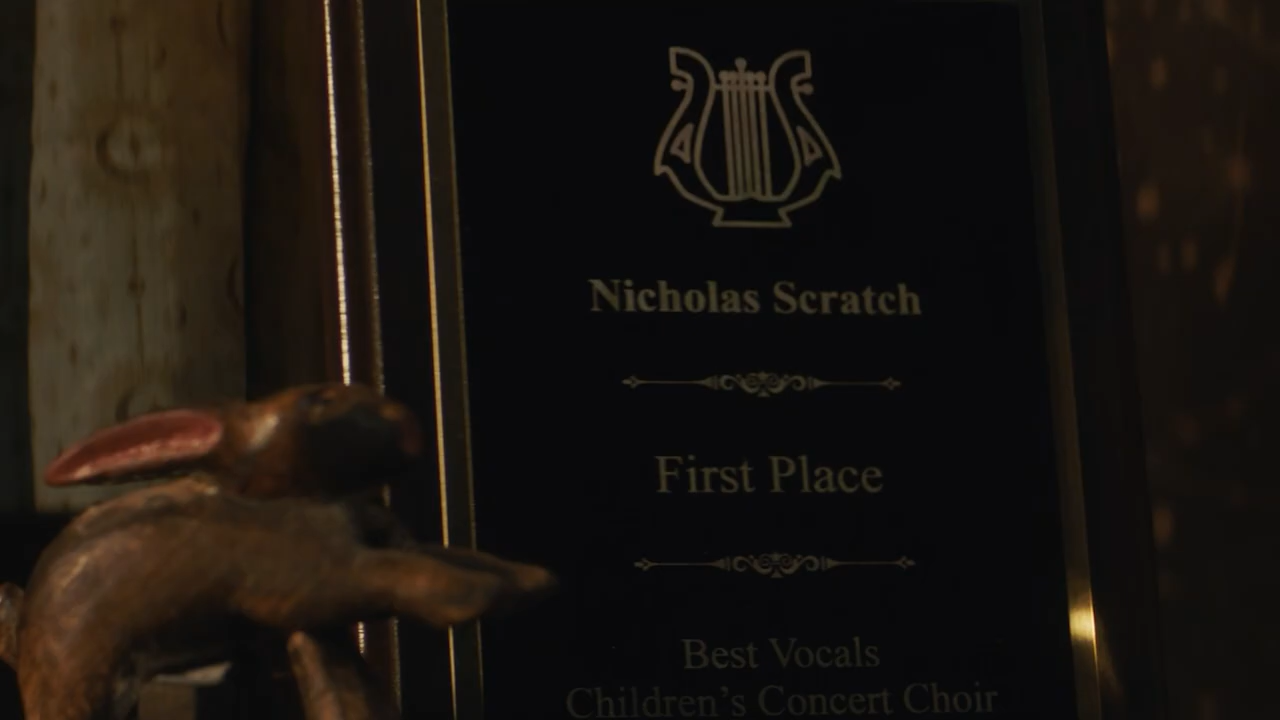 Nicholas Scratch
First Place
Best Vocals
Children's Concert Choir